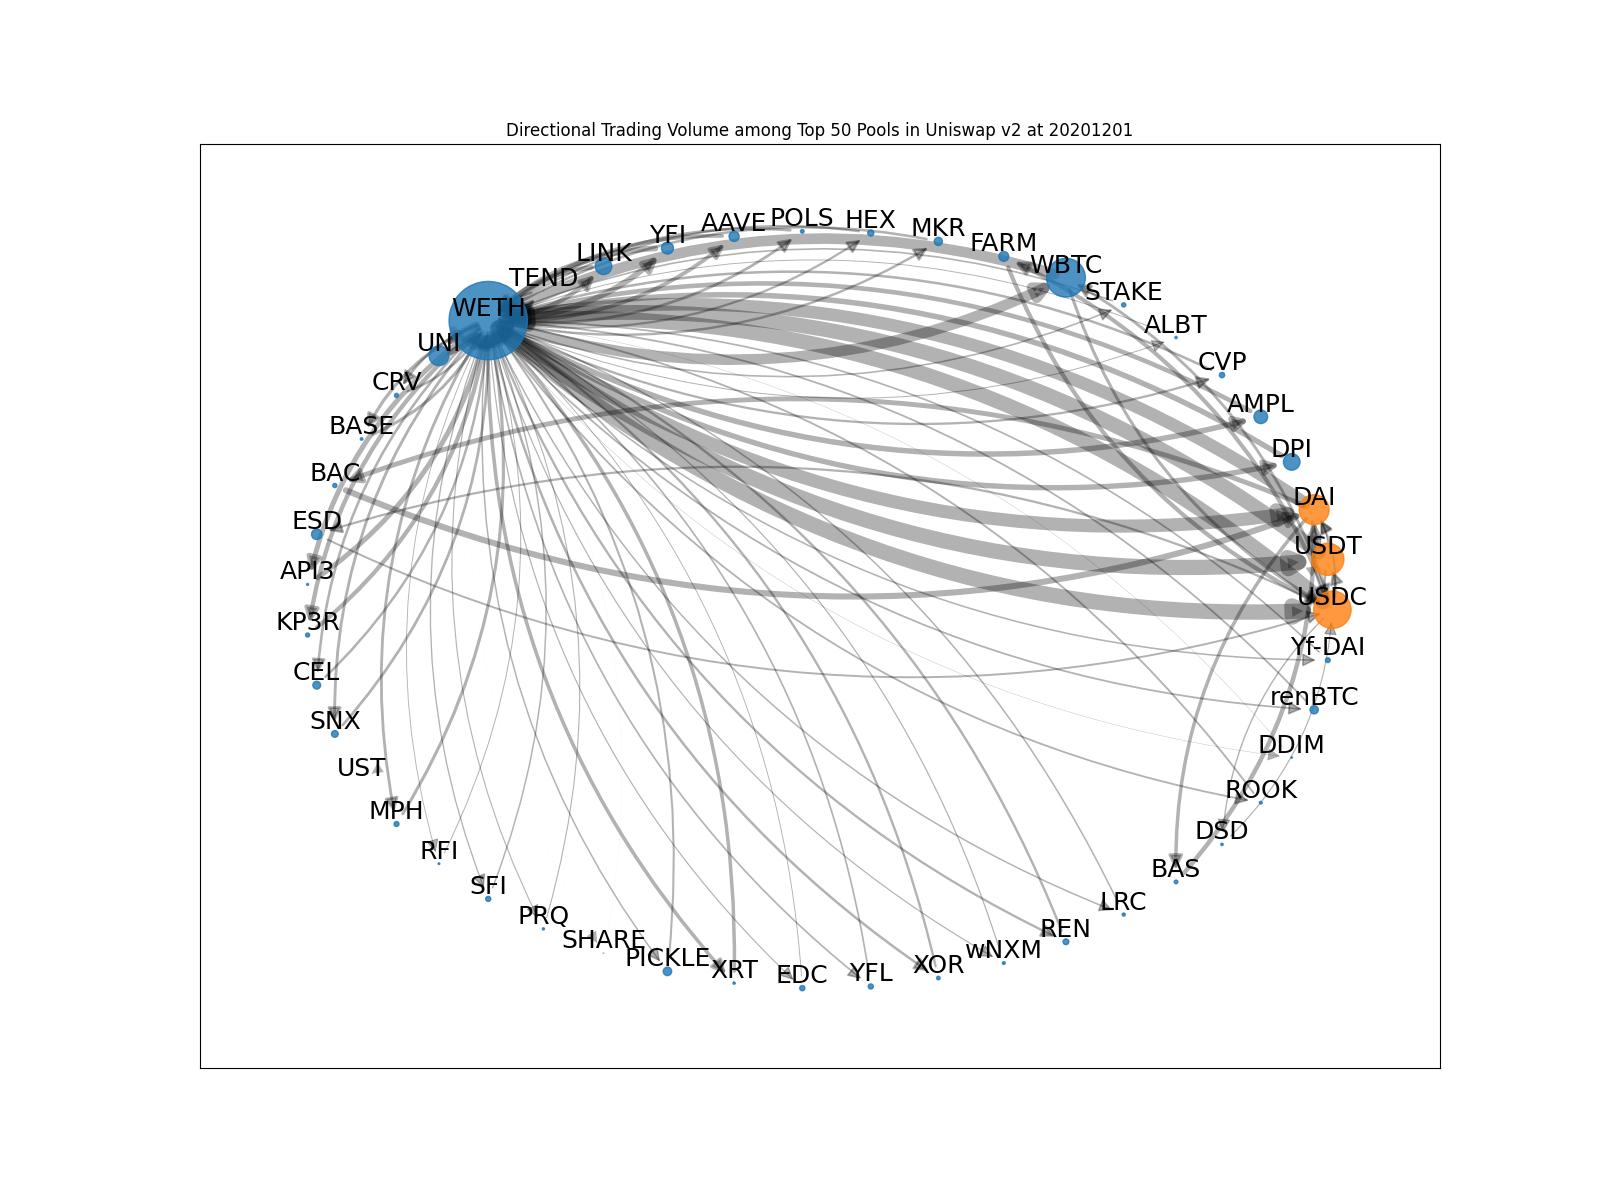 Directional Trading Volume among Top 50 Pools in Uniswap v2 at 20201201
POLS
HEX
AAVE
MKR
YFI
FARM
LINK
WBTC
TEND
STAKE
WETH
ALBT
UNI
CVP
CRV
AMPL
BASE
DPI
BAC
DAI
ESD
USDT
API3
USDC
KP3R
Yf-DAI
CEL
renBTC
SNX
DDIM
UST
ROOK
MPH
DSD
RFI
BAS
SFI
LRC
PRQ
REN
SHARE
wNXM
PICKLE
XOR
XRT
YFL
EDC